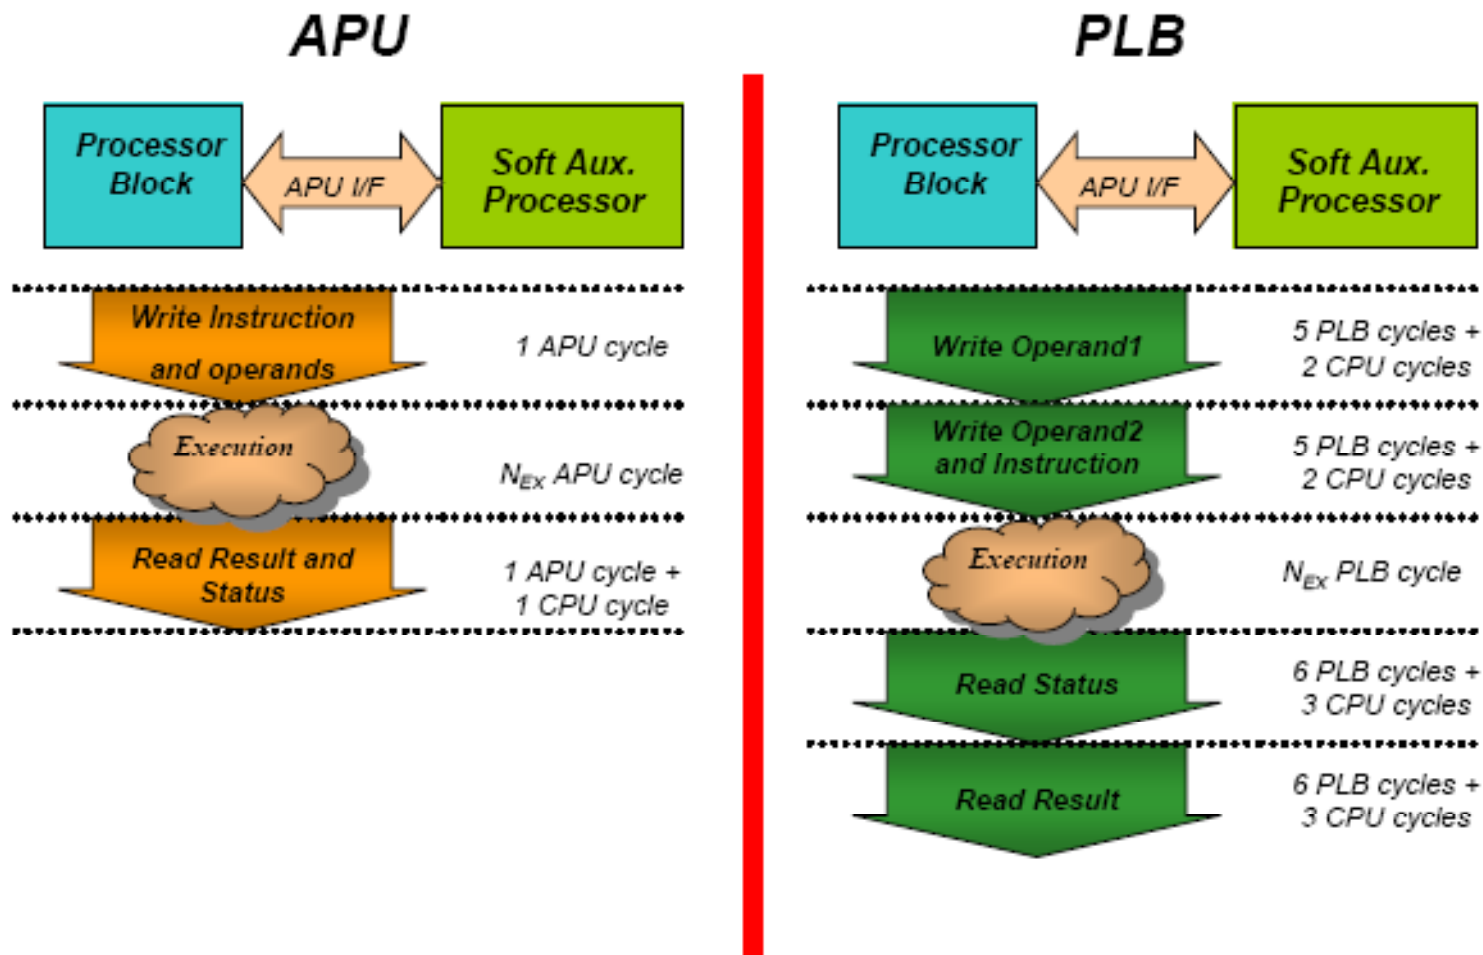 APU
Processor
Block
APU I/F
Soft Aux.
Processor
Write Instruction
and operands
1 APU cycle
Execution
N_EX APU cycle
Read Result and
Status
1 APU cycle +
1 CPU cycle
PLB
Processor
Block
APU I/F
Soft Aux.
Processor
Write Operand1
5 PLB cycles +
2 CPU cycles
Write Operand2
and Instruction
5 PLB cycles +
2 CPU cycles
Execution
N_EX PLB cycle
Read Status
6 PLB cycles +
3 CPU cycles
Read Result
6 PLB cycles +
3 CPU cycles